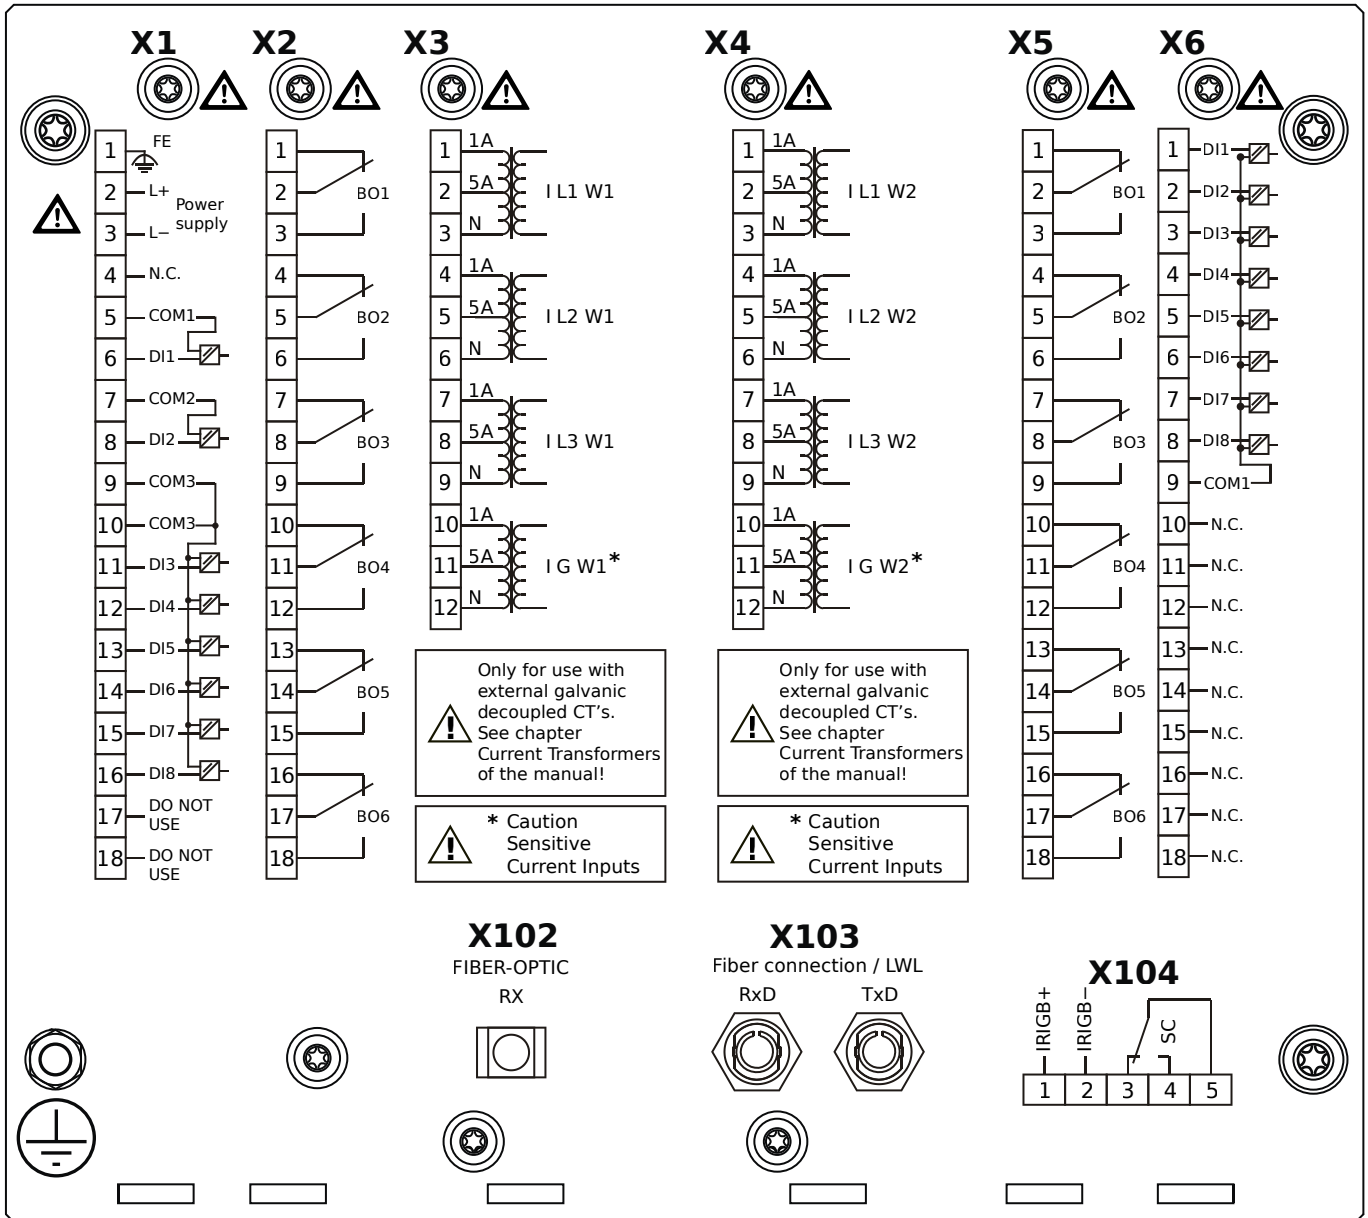 X1
X2
X3
X4
X5
X6
1
FE
2
L+
Power
supply
3
L−
4
N.C.
5
COM1
6
DI1
7
COM2
8
DI2
9
COM3
10
COM3
11
DI3
12
DI4
13
DI5
14
DI6
15
DI7
16
DI8
17
DO NOT
USE
18
DO NOT
USE
1
2
BO1
3
4
5
BO2
6
7
8
BO3
9
10
11
BO4
12
13
14
BO5
15
16
17
BO6
18
1
1A
2
5A
I L1 W1
3
N
4
1A
5
5A
I L2 W1
6
N
7
1A
8
5A
I L3 W1
9
N
10
1A
11
5A
I G W1*
12
N
Only for use with
external galvanic
decoupled CT's.
See chapter
Current Transformers
of the manual!
* Caution
Sensitive
Current Inputs
1
1A
2
5A
I L1 W2
3
N
4
1A
5
5A
I L2 W2
6
N
7
1A
8
5A
I L3 W2
9
N
10
1A
11
5A
I G W2*
12
N
Only for use with
external galvanic
decoupled CT's.
See chapter
Current Transformers
of the manual!
* Caution
Sensitive
Current Inputs
1
2
BO1
3
4
5
BO2
6
7
8
BO3
9
10
11
BO4
12
13
14
BO5
15
16
17
BO6
18
1
DI1
2
DI2
3
DI3
4
DI4
5
DI5
6
DI6
7
DI7
8
DI8
9
COM1
10
N.C.
11
N.C.
12
N.C.
13
N.C.
14
N.C.
15
N.C.
16
N.C.
17
N.C.
18
N.C.
X102
FIBER-OPTIC
RX
X103
Fiber connection / LWL
RxD
TxD
X104
IRIGB+
IRIGB−
SC
1
2
3
4
5